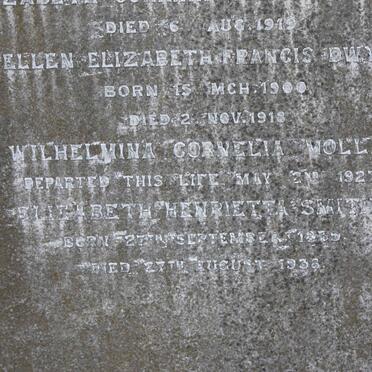 DIED 6 AUG. 1919
ELLEN ELIZABETH FRANCIS
BORN 15 MCH. 1900
DIED 2 NOV. 1918
WILHELMINA CORNELIA
DEPARTED THIS LIFE MAY 2ND
ELIZABETH HENRIETTA SMIT
BORN 27TH SEPTEMBER
DIED 27TH AUGUST 1936